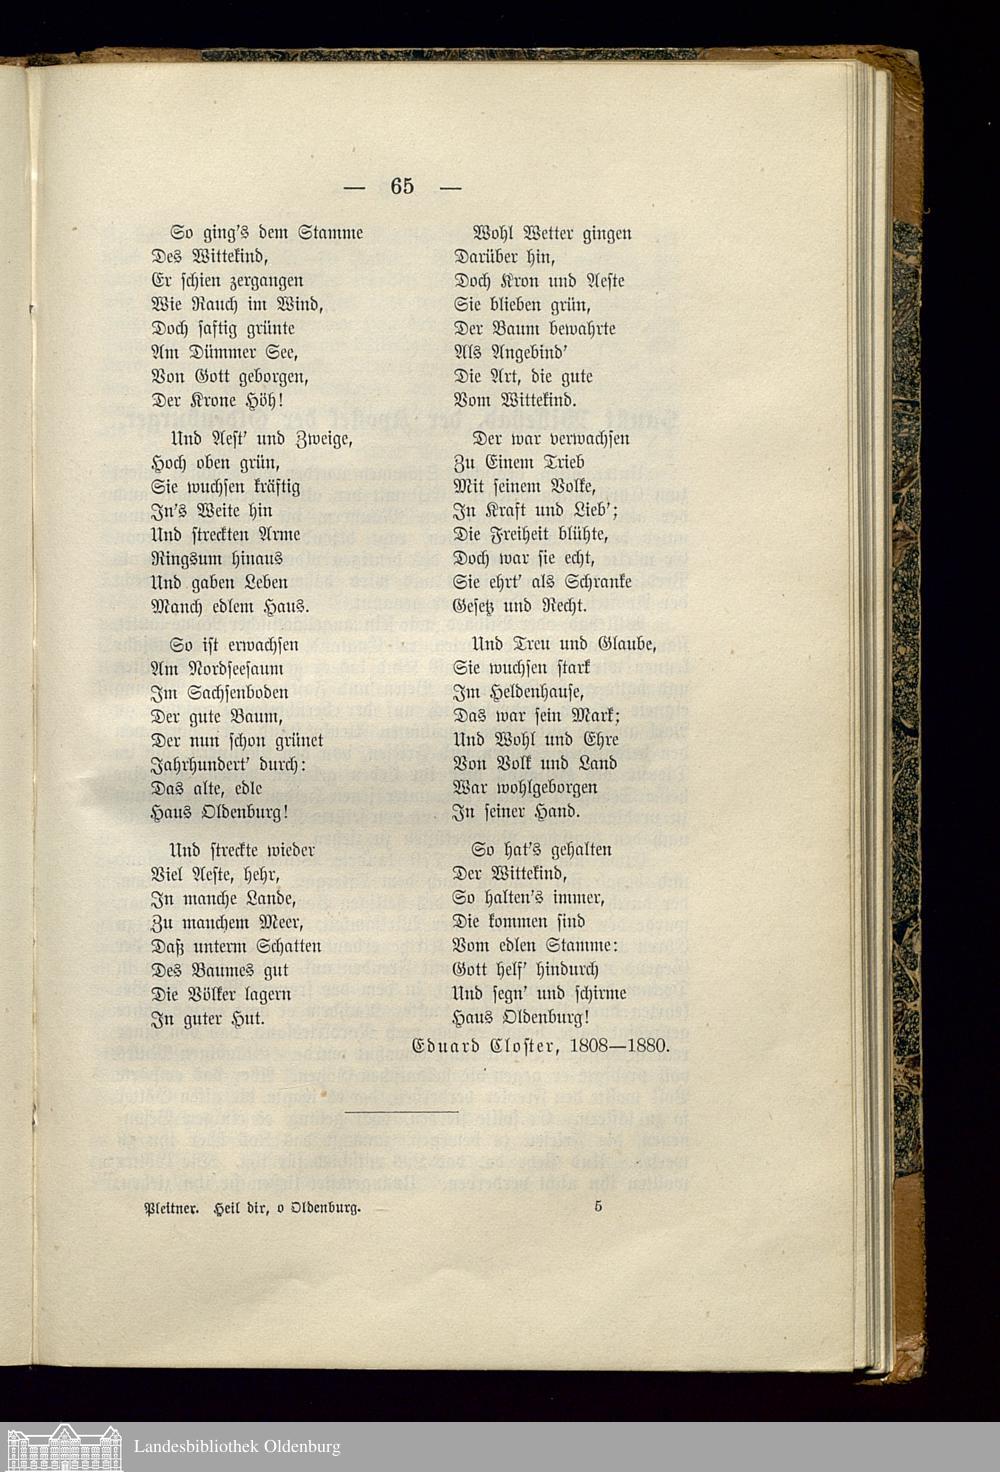 — 65 —
So ging's dem Stamme
Des Wittekind,
Er schien zergangen
Wie Rauch im Wind,
Doch saftig grünte
Am Dümmer See,
Von Gott geborgen,
Der Krone Höh!
Und Aest' und Zweige,
Hoch oben grün,
Sie wuchsen kräftig
In's Weite hin
Und streckten Arme
Ringsum hinaus
Und gaben Leben
Manch edlem Haus.
So ist erwachsen
Am Nordseesaum
Im Sachsenboden
Der gute Baum,
Der nun schon grünet
Jahrhundert' durch:
Das alte, edle
Haus Oldenburg!
Und streckte wieder
Viel Aeste, hehr,
In manche Lande,
Zu manchem Meer,
Daß unterm Schatten
Des Baumes gut
Die Völker lagern
In guter Hut.
Wohl Wetter gingen
Darüber hin,
Doch Kron und Aeste
Sie blieben grün,
Der Baum bewahrte
Als Angebind'
Die Art, die gute
Vom Wittekind.
Der war verwachsen
Zu Einem Trieb
Mit seinem Volke,
In Kraft und Lieb';
Die Freiheit blühte,
Doch war sie echt,
Sie ehrt' als Schranke
Gesetz und Recht.
Und Treu und Glaube,
Sie wuchsen stark
Im Heldenhause,
Das war sein Mark;
Und Wohl und Ehre
Von Volk und Land
War wohlgeborgen
In seiner Hand.
So hat's gehalten
Der Wittekind,
So halten's immer,
Die kommen sind
Vom edlen Stamme:
Gott helf' hindurch
Und segn' und schirme
Haus Oldenburg!
Eduard Closter, 1808—1880.
Pleitner. Heil dir, o Oldenburg. 5
Landesbibliothek Oldenburg